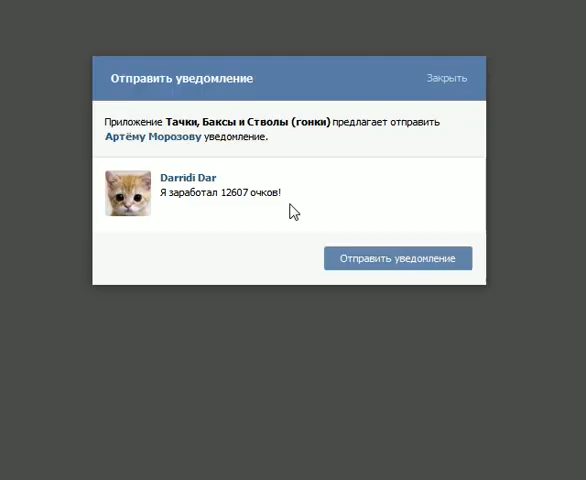 Отправить уведомление
Закрыть
Приложение Тачки, Баксы и Стволы (гонки) предлагает отправить
Артёму Морозову уведомление.
Darridi Dar
Я заработал 12607 очков!
Отправить уведомление